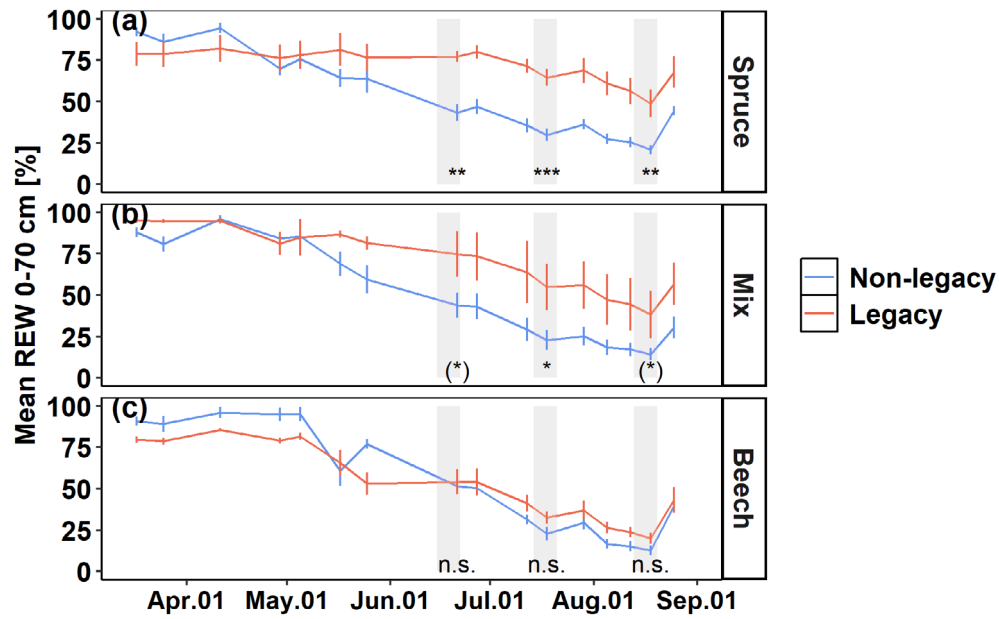 Mean REW 0-70 cm [%]
(a)
100
75
50
25
0
** *** **
Spruce
(b)
100
75
50
25
0
(*) * (*)
Mix
(c)
100
75
50
25
0
n.s. n.s. n.s.
Beech
Apr.01 May.01 Jun.01 Jul.01 Aug.01 Sep.01
Non-legacy
Legacy